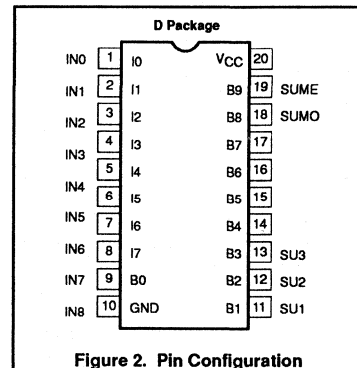 D Package
IN0 1 I0 VCC 20
IN1 2 I1 B9 19 SUME
IN2 3 I2 B8 18 SUMO
IN3 4 I3 B7 17
IN4 5 I4 B6 16
IN5 6 I5 B5 15
IN6 7 I6 B4 14
IN7 8 I7 B3 13 SU3
IN8 9 B0 B2 12 SU2
10 GND B1 11 SU1
Figure 2. Pin Configuration